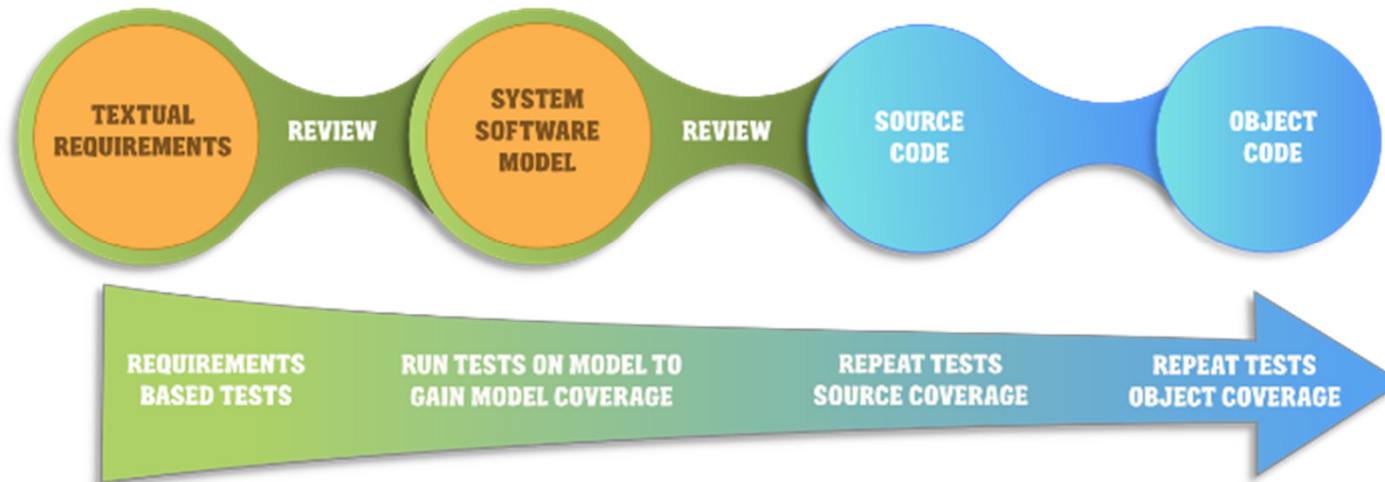 TEXTUAL
REQUIREMENTS
REVIEW
SYSTEM
SOFTWARE
MODEL
REVIEW
SOURCE
CODE
OBJECT
CODE
REQUIREMENTS
BASED TESTS
RUN TESTS ON MODEL TO
GAIN MODEL COVERAGE
REPEAT TESTS
SOURCE COVERAGE
REPEAT TESTS
OBJECT COVERAGE